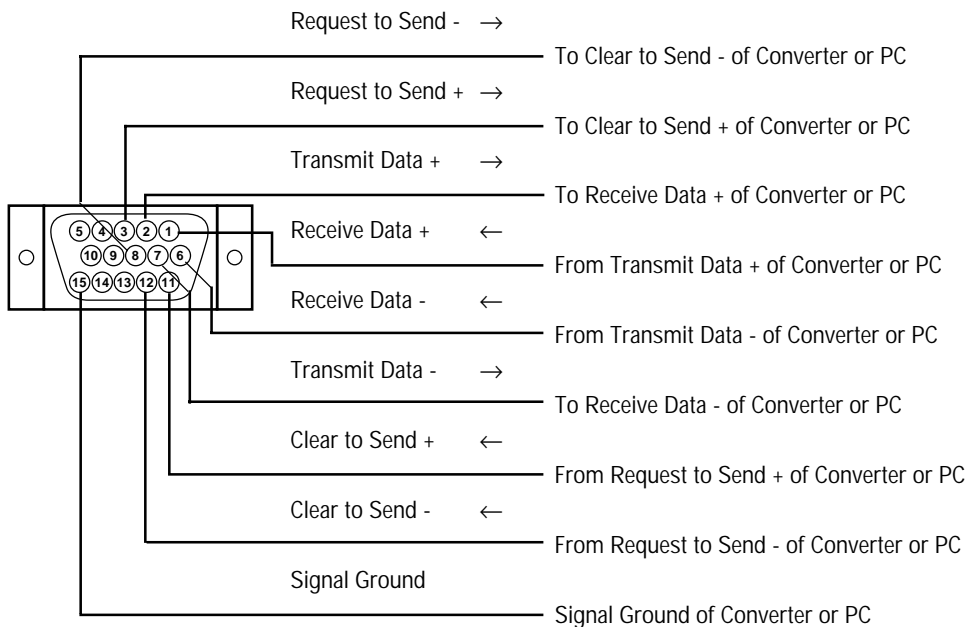 Request to Send - →
To Clear to Send - of Converter or PC
Request to Send + →
To Clear to Send + of Converter or PC
Transmit Data + →
To Receive Data + of Converter or PC
5 4 3 2 1
Receive Data + ←
10 9 8 7 6
From Transmit Data + of Converter or PC
15 14 13 12 11
Receive Data - ←
From Transmit Data - of Converter or PC
Transmit Data - →
To Receive Data - of Converter or PC
Clear to Send + ←
From Request to Send + of Converter or PC
Clear to Send - ←
From Request to Send - of Converter or PC
Signal Ground
Signal Ground of Converter or PC